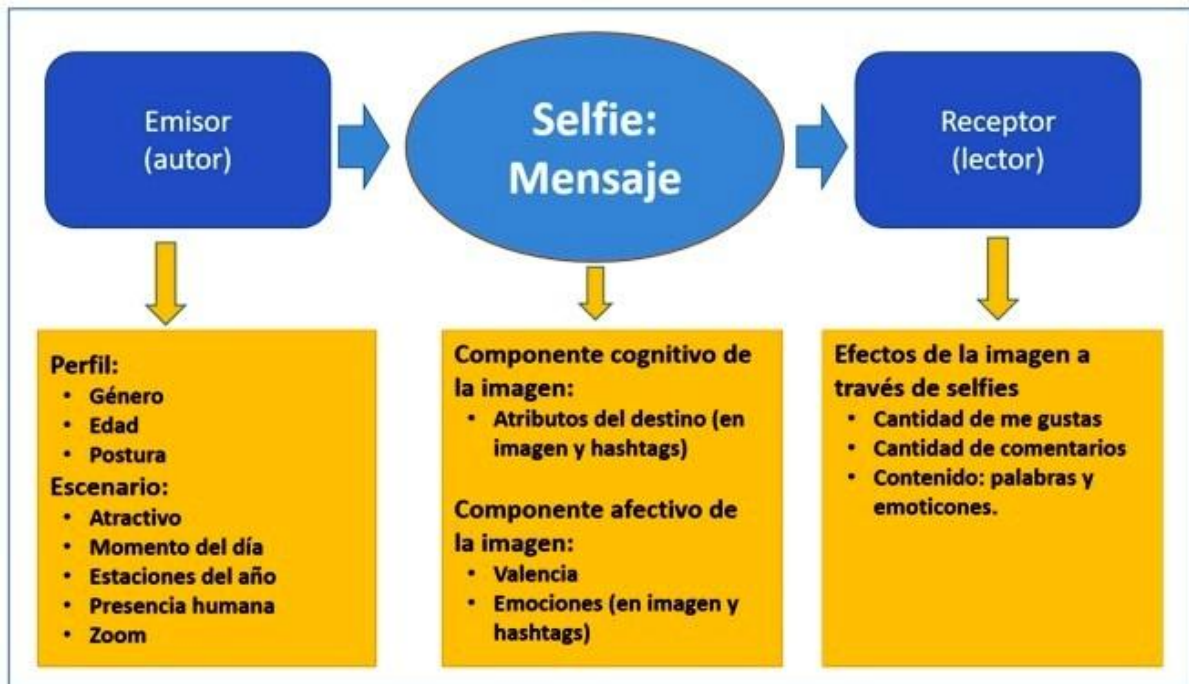 Emisor
(autor)
Selfie:
Mensaje
Receptor
(lector)
Perfil:
• Género
• Edad
• Postura
Escenario:
• Atractivo
• Momento del día
• Estaciones del año
• Presencia humana
• Zoom
Componente cognitivo de
la imagen:
• Atributos del destino (en
imagen y hashtags)
Componente afectivo de
la imagen:
• Valencia
• Emociones (en imagen y
hashtags)
Efectos de la imagen a
través de selfies
• Cantidad de me gustas
• Cantidad de comentarios
• Contenido: palabras y
emoticones.